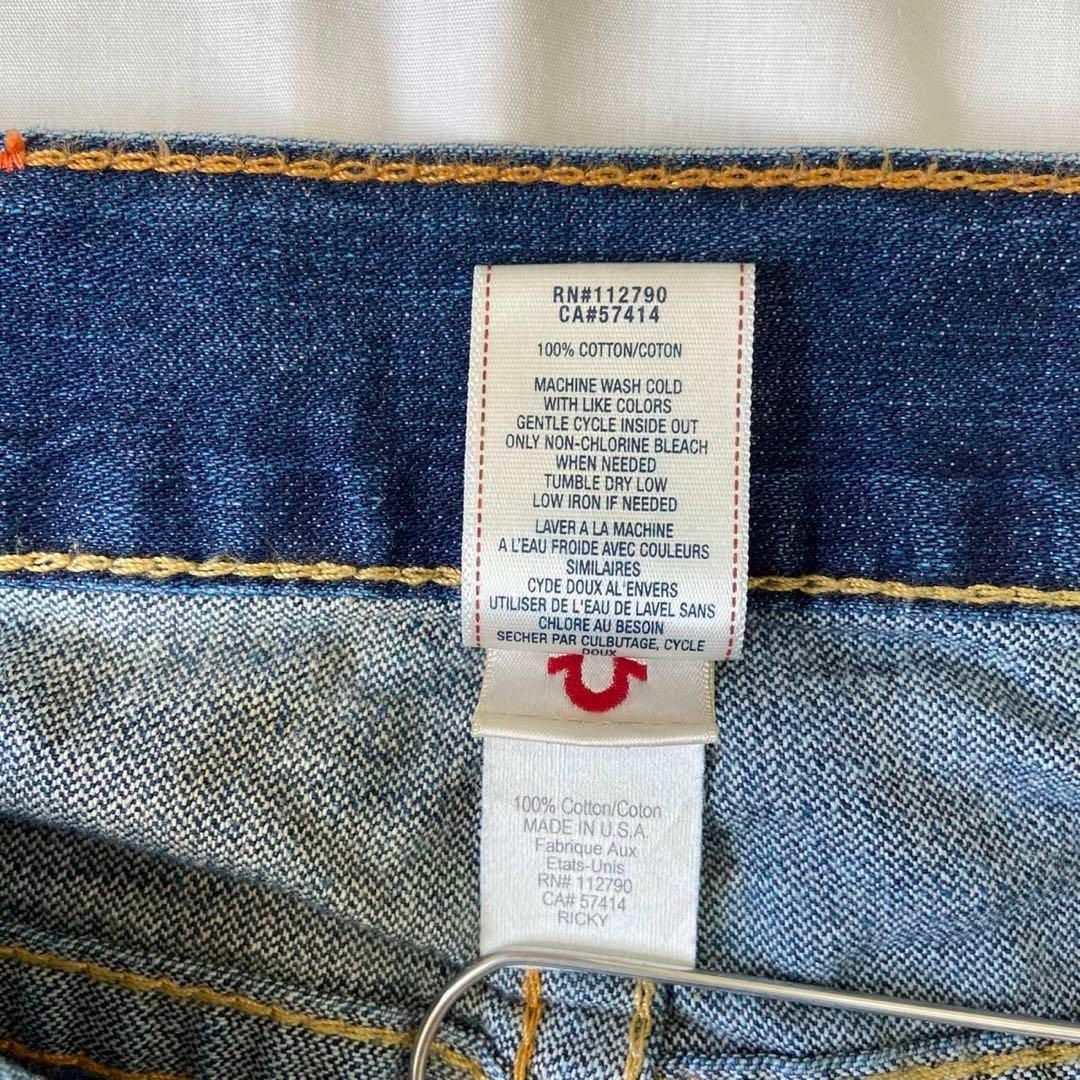 RN#112790
CA#57414
100% COTTON/COTON
MACHINE WASH COLD
WITH LIKE COLORS
GENTLE CYCLE INSIDE OUT
ONLY NON-CHLORINE BLEACH
WHEN NEEDED
TUMBLE DRY LOW
LOW IRON IF NEEDED
LAVER A LA MACHINE
A L'EAU FROIDE AVEC COULEURS
SIMILAIRES
CYDE DOUX AL'ENVERS
UTILISER DE L'EAU DE LAVEL SANS
CHLORE AU BESOIN
SECHER PAR CULBUTAGE, CYCLE
DOUX
100% Cotton/Coton
MADE IN U.S.A.
Fabrique Aux
Etats-Unis
RN# 112790
CA# 57414
RICKY